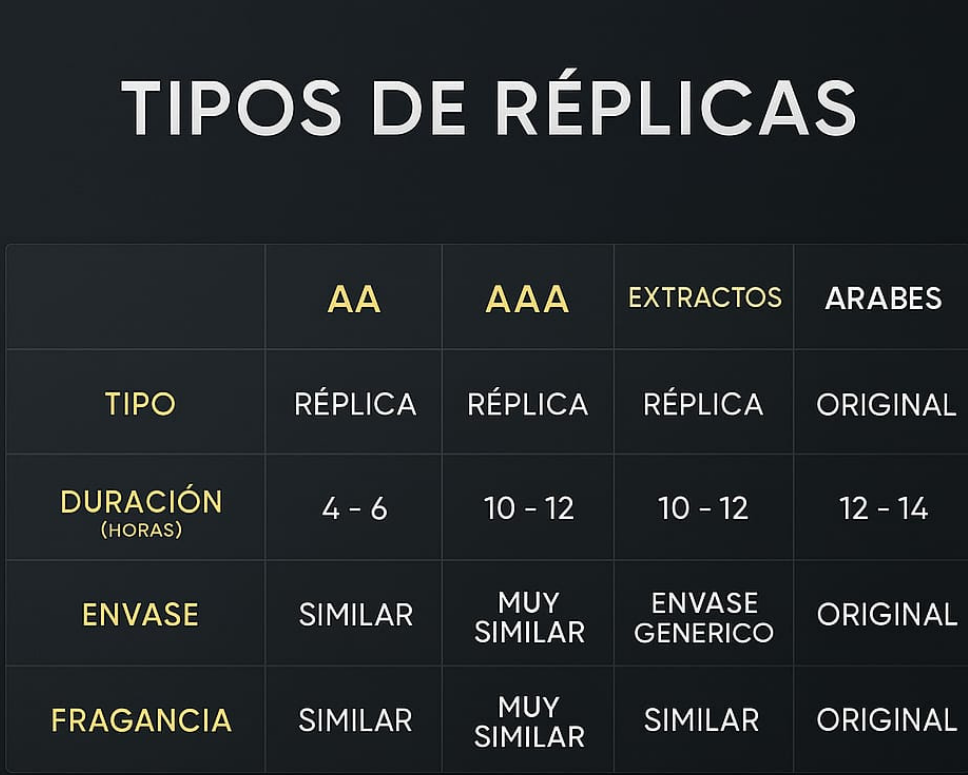 TIPOS DE RÉPLICAS
AA AAA EXTRACTOS ARABES
TIPO RÉPLICA RÉPLICA RÉPLICA ORIGINAL
DURACIÓN 4 - 6 10 - 12 10 - 12 12 - 14
(HORAS)
ENVASE SIMILAR MUY SIMILAR ENVASE GENERICO ORIGINAL
FRAGANCIA SIMILAR MUY SIMILAR SIMILAR ORIGINAL